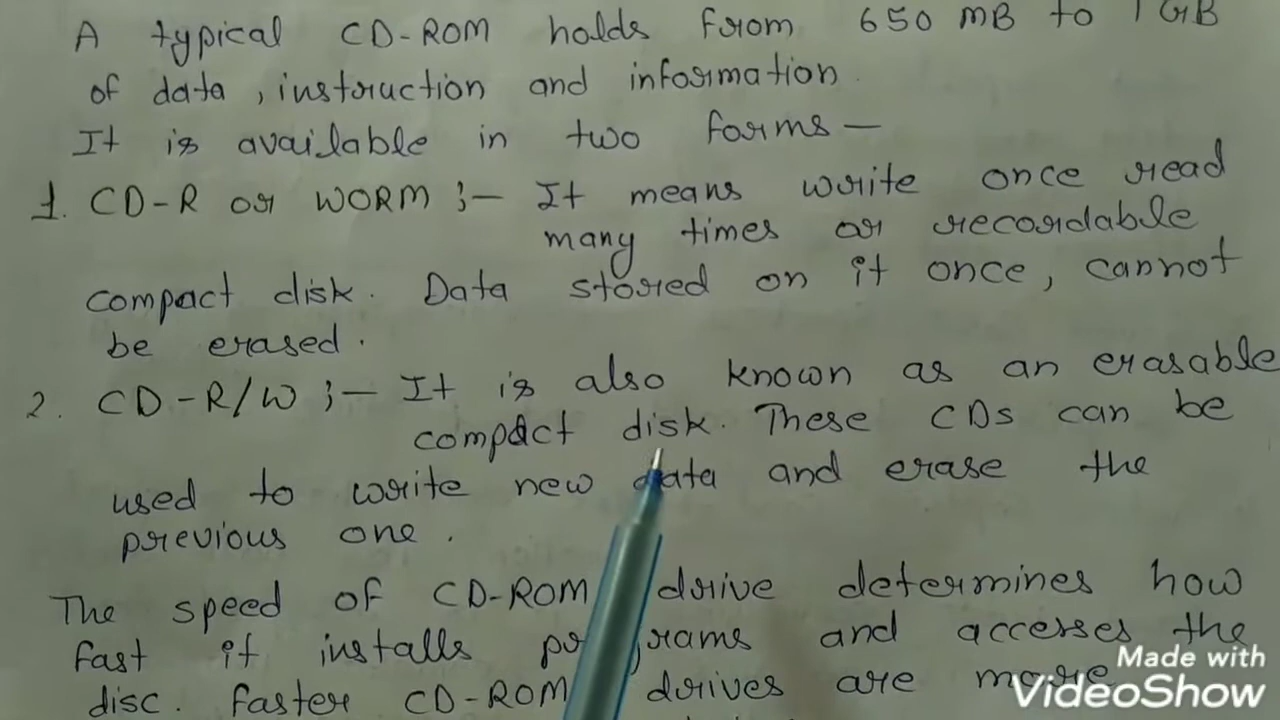 A typical CD-ROM holds from 650 MB to 1 GB
of data, instruction and information.
It is available in two forms —
1. CD-R or WORM ;— It means write once read
many times or recordable
compact disk. Data stored on it once, cannot
be erased.
2. CD-R/W ;— It is also known as an erasable
compact disk. These CDs can be
used to write new data and erase the
previous one.
The speed of CD-ROM drive determines how
fast it installs programs and accesses the
disc. Faster CD-ROM drives are more
Made with
VideoShow